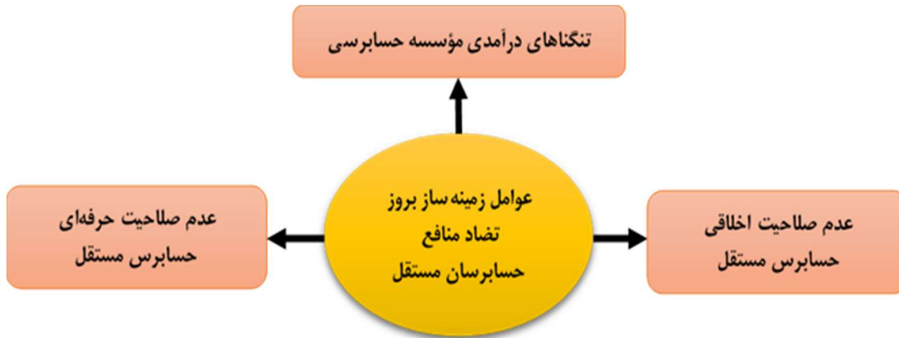 تنگناهای درآمدی مؤسسه حسابرسی
عوامل زمینه ساز بروز
تضاد منافع
حسابرسان مستقل
عدم صلاحیت اخلاقی
حسابرس مستقل
عدم صلاحیت حرفه‌ای
حسابرس مستقل